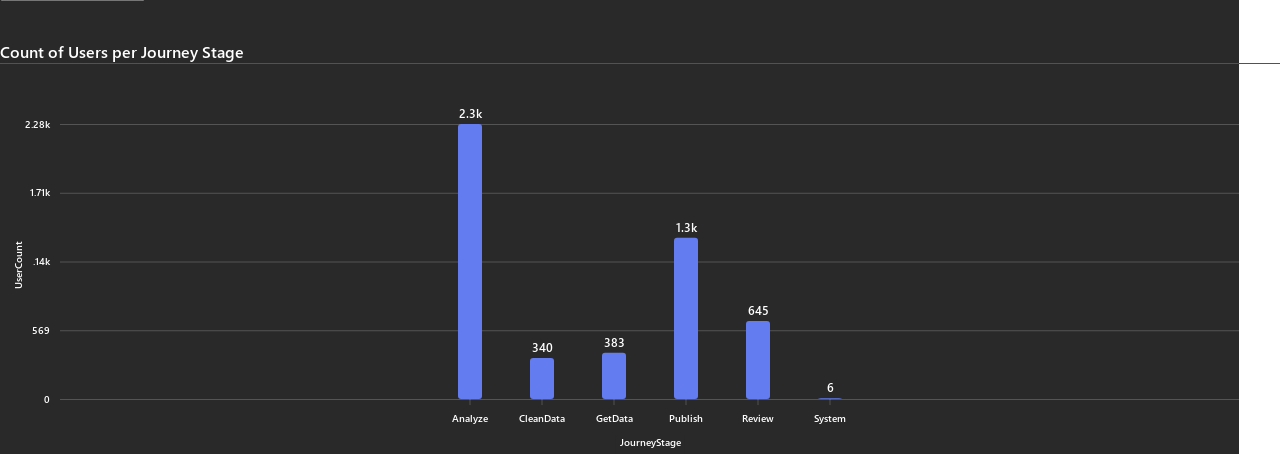 Count of Users per Journey Stage
2.3k
2.28k
1.71k
1.3k
.14k
UserCount
645
569
383
340
6
0
Analyze CleanData GetData Publish Review System
JourneyStage